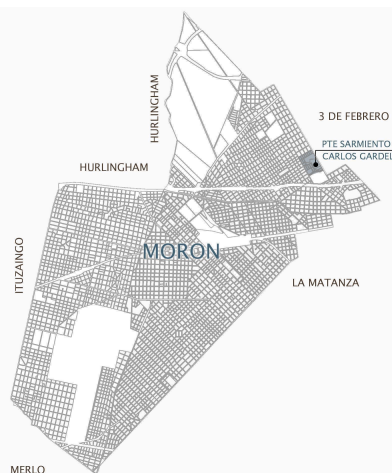 HURLINGHAM
3 DE FEBRERO
PTE SARMIENTO
CARLOS GARDEL
HURLINGHAM
MORON
ITUZAINGO
LA MATANZA
MERLO